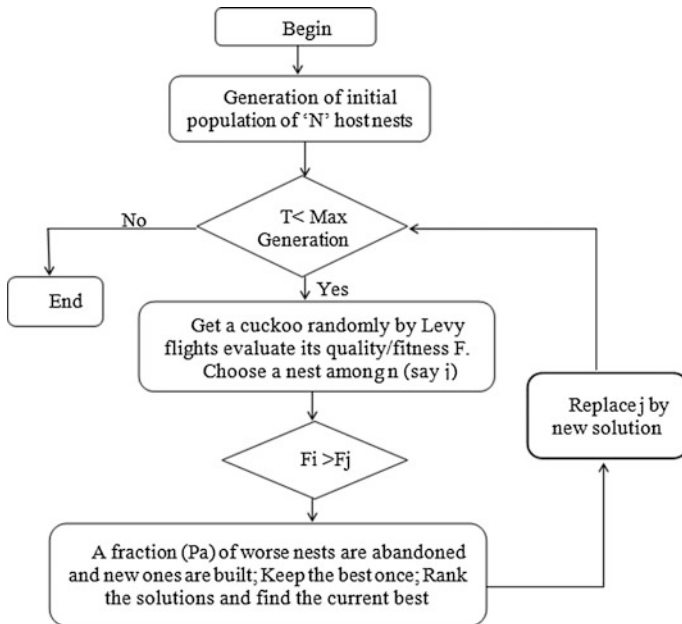 Begin
Generation of initial
population of ‘N’ host nests
T< Max
Generation
No
End
Yes
Get a cuckoo randomly by Levy
flights evaluate its quality/fitness F.
Choose a nest among n (say j)
Fi >Fj
A fraction (Pa) of worse nests are abandoned
and new ones are built; Keep the best once; Rank
the solutions and find the current best
Replace j by
new solution